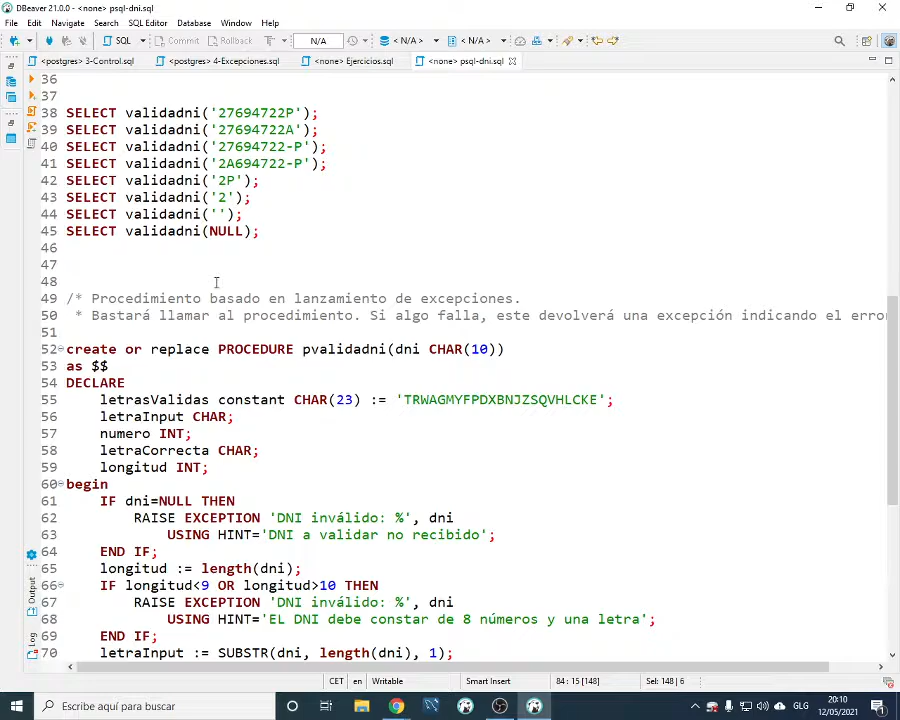 DBeaver 21.0.0 - <none> psql-dni.sql
File Edit Navigate Search SQL Editor Database Window Help
SQL Commit Rollback T N/A < N/A > < N/A >
<postgres> 3-Control.sql <postgres> 4-Excepciones.sql <none> Ejercicios.sql <none> psql-dni.sql
36
37
38 SELECT validadni('27694722P');
39 SELECT validadni('27694722A');
40 SELECT validadni('27694722-P');
41 SELECT validadni('2A694722-P');
42 SELECT validadni('2P');
43 SELECT validadni('2');
44 SELECT validadni('');
45 SELECT validadni(NULL);
46
47
48
49 /* Procedimiento basado en lanzamiento de excepciones.
50 * Bastará llamar al procedimiento. Si algo falla, este devolverá una excepción indicando el erro
51
52 create or replace PROCEDURE pvalidadni(dni CHAR(10))
53 as $$
54 DECLARE
55 letrasValidas constant CHAR(23) := 'TRWAGMYFPDXBNJZSQVHLCKE';
56 letraInput CHAR;
57 numero INT;
58 letraCorrecta CHAR;
59 longitud INT;
60 begin
61 IF dni=NULL THEN
62 RAISE EXCEPTION 'DNI inválido: %', dni
63 USING HINT='DNI a validar no recibido';
64 END IF;
65 longitud := length(dni);
66 IF longitud<9 OR longitud>10 THEN
67 RAISE EXCEPTION 'DNI inválido: %', dni
68 USING HINT='EL DNI debe constar de 8 números y una letra';
69 END IF;
70 letraInput := SUBSTR(dni, length(dni), 1);
Output
Log
CET en Writable Smart Insert 84 : 15 [148] Sel: 148 | 6
Escribe aquí para buscar
GLG
20:10
12/05/2021
1